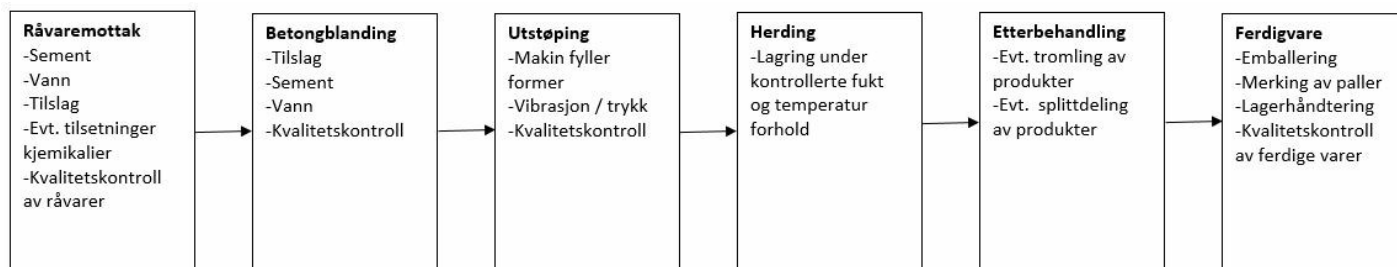 Råvaremottak
-Sement
-Vann
-Tilslag
-Evt. tilsetninger
kjemikalier
-Kvalitetskontroll
av råvarer
Betongblanding
-Tilslag
-Sement
-Vann
-Kvalitetskontroll
Utstøping
-Makin fyller
former
-Vibrasjon / trykk
-Kvalitetskontroll
Herding
-Lagring under
kontrollerte fukt
og temperatur
forhold
Etterbehandling
-Evt. tromling av
produkter
-Evt.  splittdeling
av produkter
Ferdigvare
-Emballering
-Merking av paller
-Lagerhåndtering
-Kvalitetskontroll
av ferdige varer